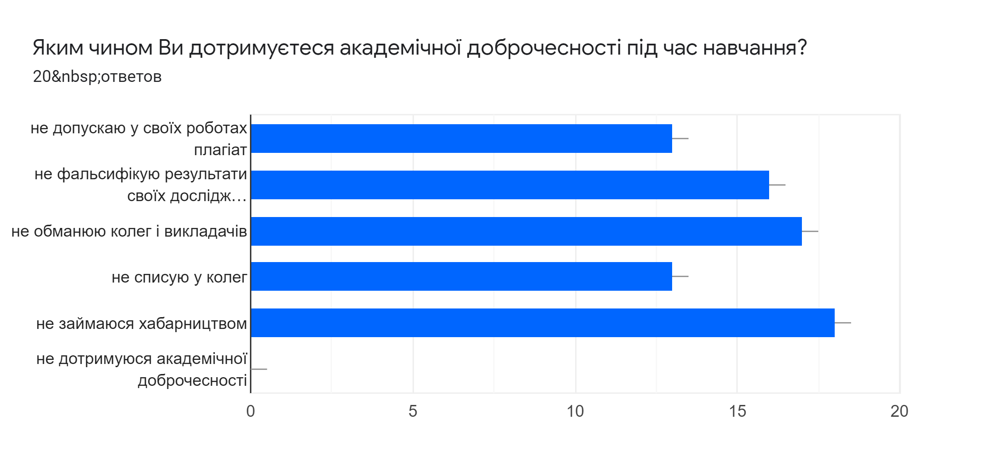 Яким чином Ви дотримуєтеся академічної доброчесності під час навчання?
20&nbsp;ответов
не допускаю у своїх роботах
плагіат
не фальсифікую результати
своїх дослідж…
не обманюю колег і викладачів
не списую у колег
не займаюся хабарництвом
не дотримуюся академічної
доброчесності
0 5 10 15 20